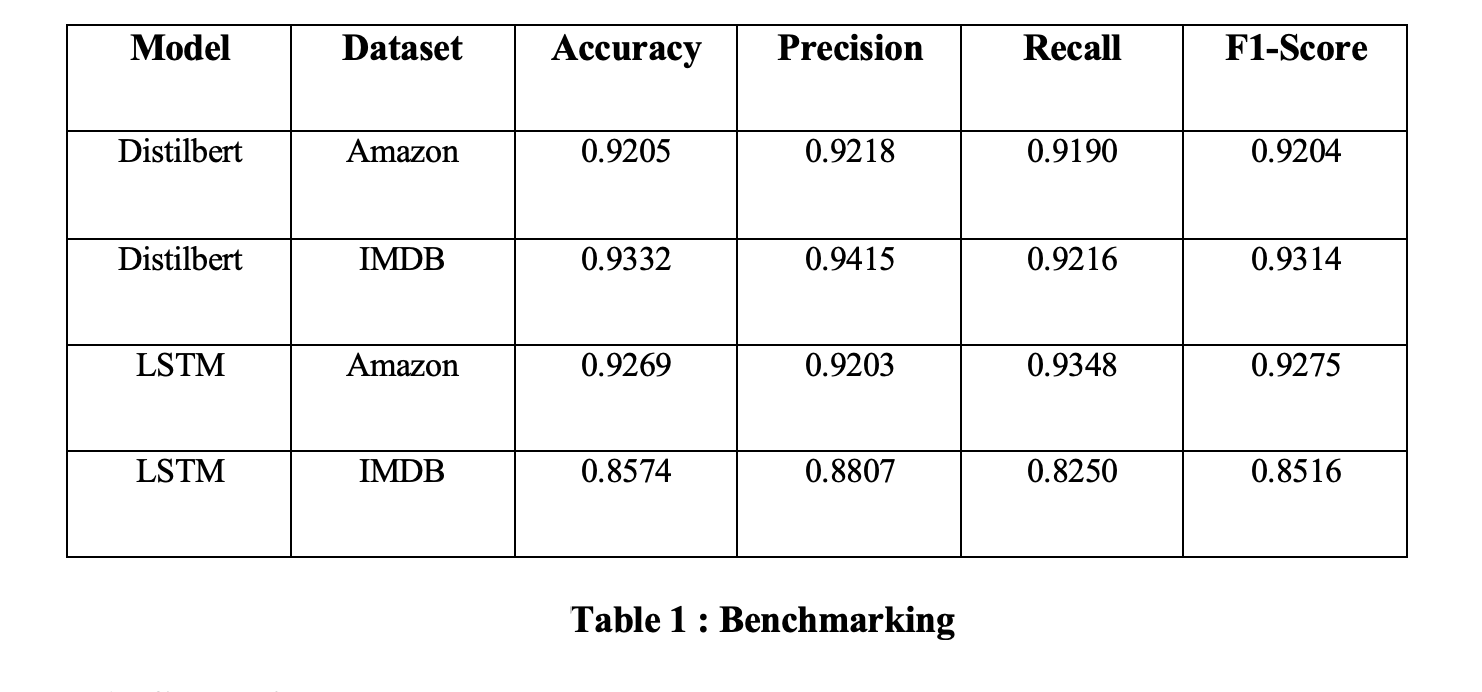 Model Dataset Accuracy Precision Recall F1-Score
Distilbert Amazon 0.9205 0.9218 0.9190 0.9204
Distilbert IMDB 0.9332 0.9415 0.9216 0.9314
LSTM Amazon 0.9269 0.9203 0.9348 0.9275
LSTM IMDB 0.8574 0.8807 0.8250 0.8516
Table 1 : Benchmarking